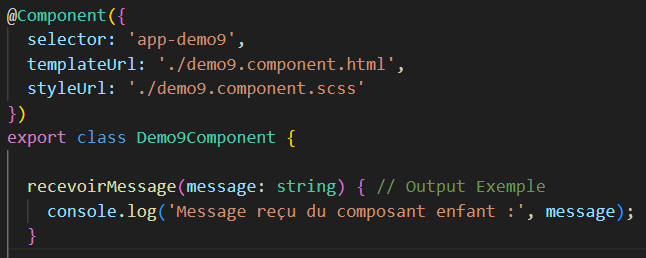 @Component({
  selector: 'app-demo9',
  templateUrl: './demo9.component.html',
  styleUrl: './demo9.component.scss'
})
export class Demo9Component {
  recevoirMessage(message: string) { // Output Exemple
    console.log('Message reçu du composant enfant :', message);
  }